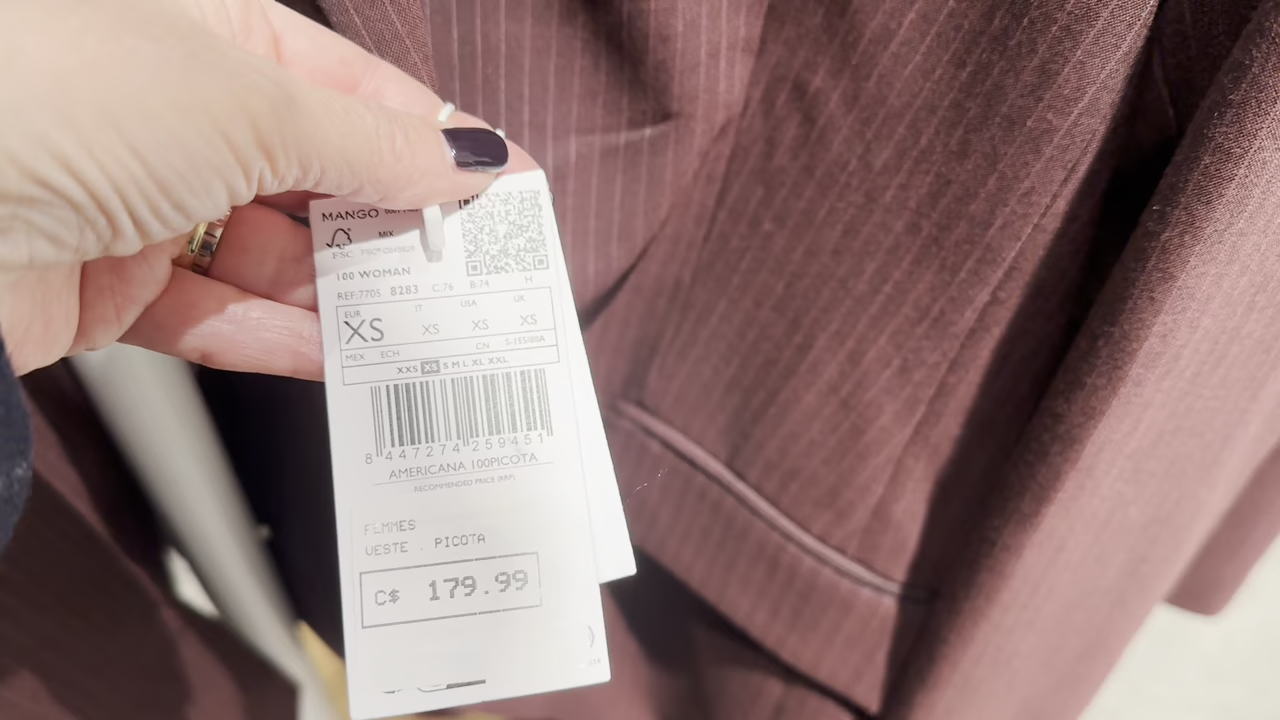 MANGO
MIX
FSC
100 WOMAN
REF:7705 8283 C:76 B:74 H
EUR IT USA UK
XS XS XS XS
MEX ECH CN S-155/80A
XXS XS S M L XL XXL
8 447274 259451
AMERICANA 100PICOTA
RECOMMENDED PRICE (RRP)
FEMMES
VESTE . PICOTA
C$ 179.99